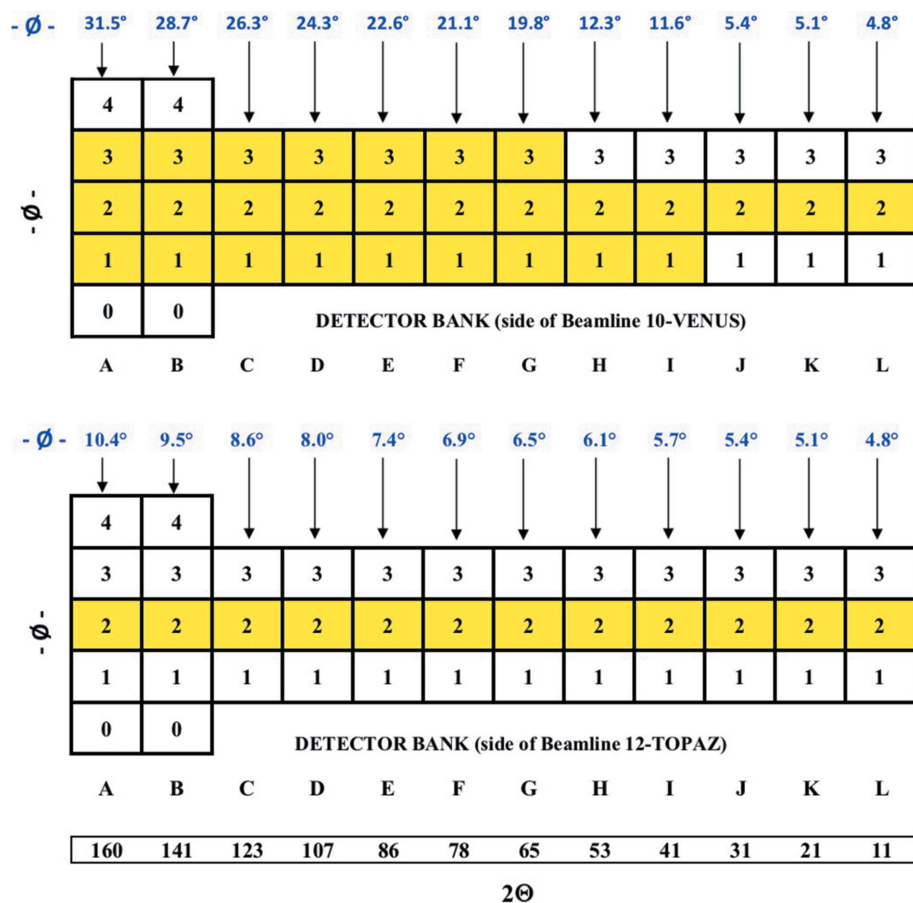 - Ø - 31.5° 28.7° 26.3° 24.3° 22.6° 21.1° 19.8° 12.3° 11.6° 5.4° 5.1° 4.8°
4 4
3 3 3 3 3 3 3 3 3 3 3 3
- Ø -
2 2 2 2 2 2 2 2 2 2 2 2
1 1 1 1 1 1 1 1 1 1 1 1
0 0
DETECTOR BANK (side of Beamline 10-VENUS)
A B C D E F G H I J K L
- Ø - 10.4° 9.5° 8.6° 8.0° 7.4° 6.9° 6.5° 6.1° 5.7° 5.4° 5.1° 4.8°
4 4
3 3 3 3 3 3 3 3 3 3 3 3
- Ø -
2 2 2 2 2 2 2 2 2 2 2 2
1 1 1 1 1 1 1 1 1 1 1 1
0 0
DETECTOR BANK (side of Beamline 12-TOPAZ)
A B C D E F G H I J K L
160 141 123 107 86 78 65 53 41 31 21 11
2Θ